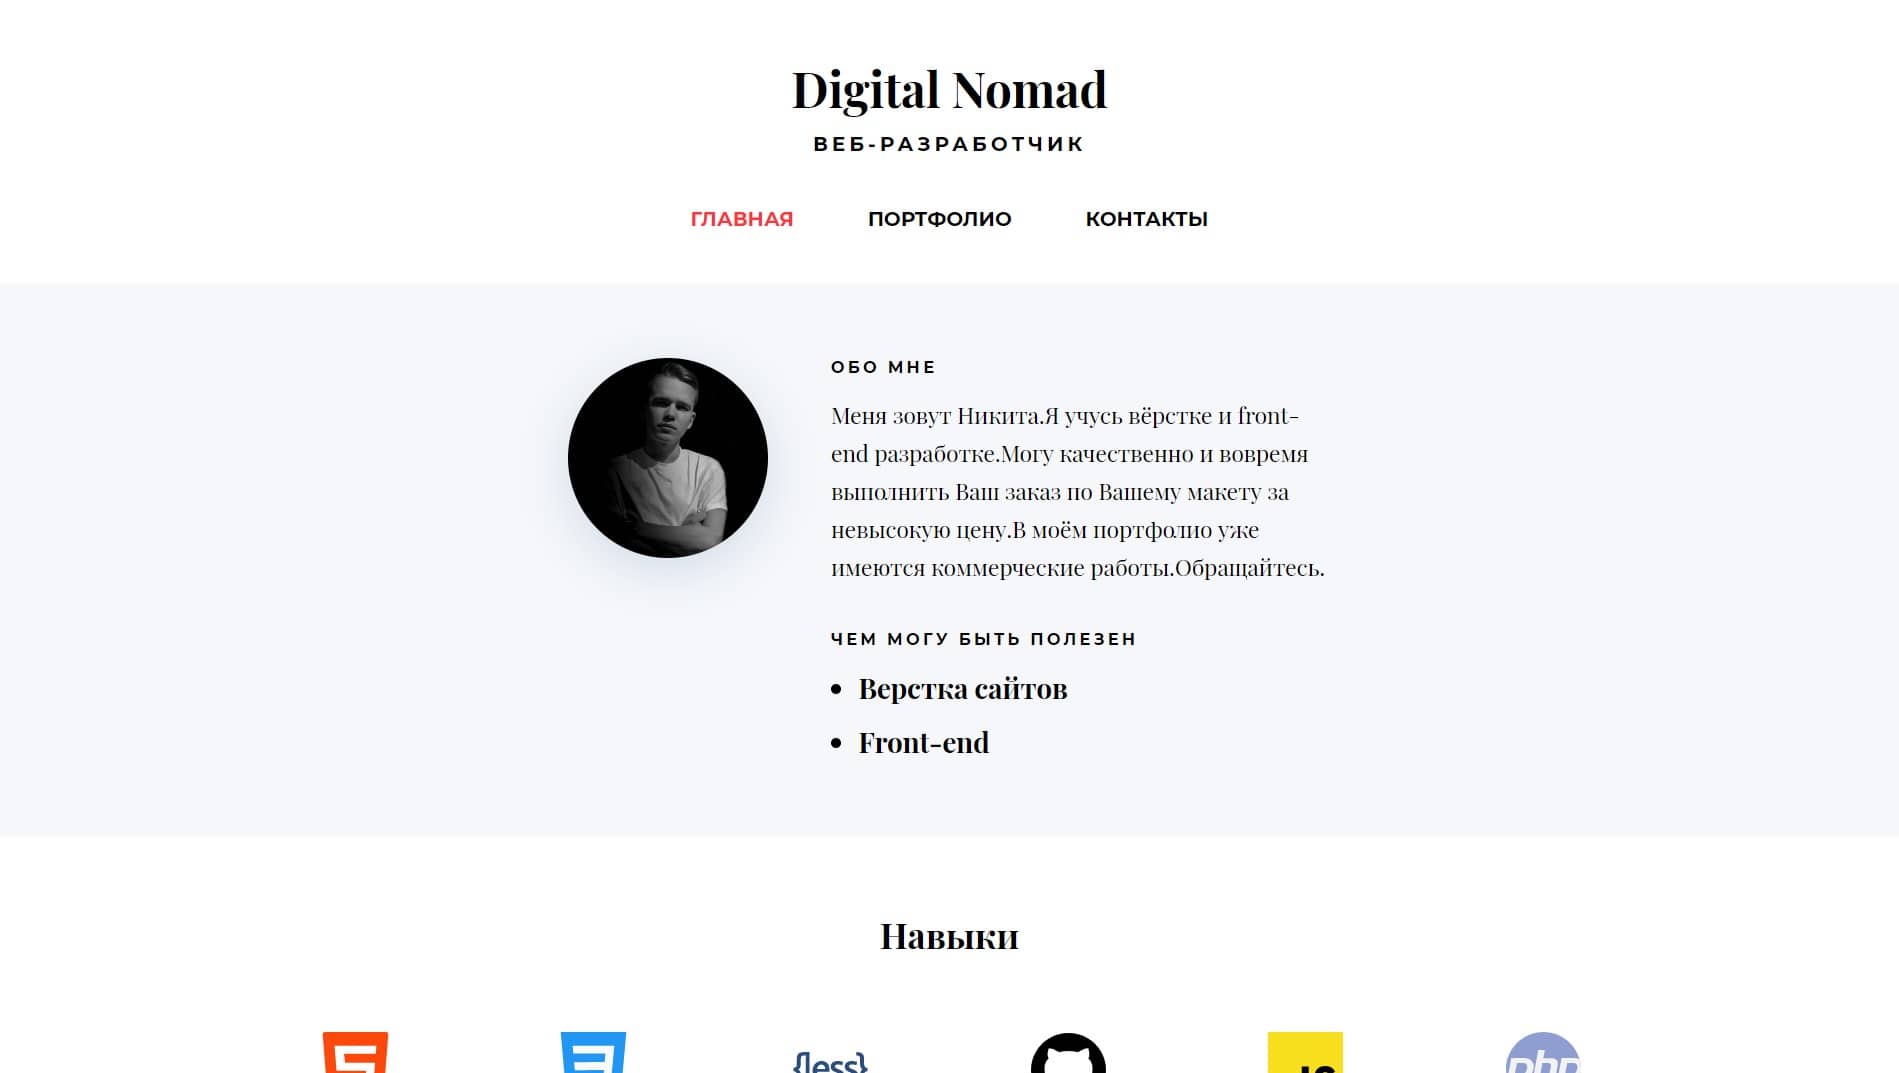 Digital Nomad
ВЕБ-РАЗРАБОТЧИК
ГЛАВНАЯ ПОРТФОЛИО КОНТАКТЫ
ОБО МНЕ
Меня зовут Никита.Я учусь вёрстке и front-
end разработке.Могу качественно и вовремя
выполнить Ваш заказ по Вашему макету за
невысокую цену.В моём портфолио уже
имеются коммерческие работы.Обращайтесь.
ЧЕМ МОГУ БЫТЬ ПОЛЕЗЕН
Верстка сайтов
Front-end
Навыки
{less} JS php